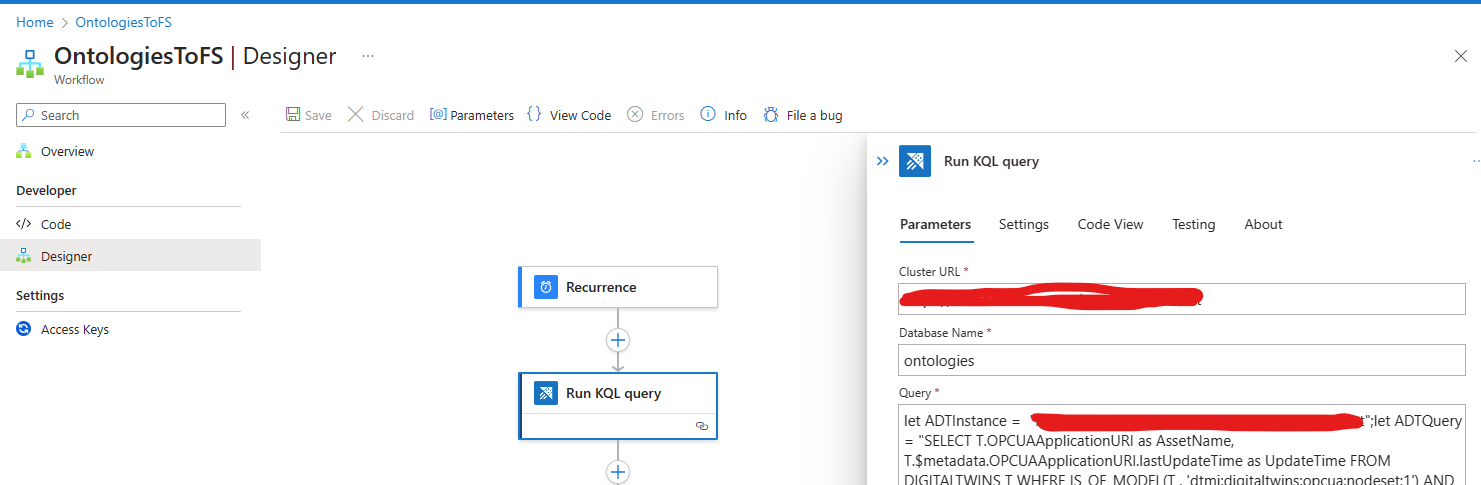 Home > OntologiesToFS
OntologiesToFS | Designer ...
Workflow
Search «
Save Discard [@] Parameters {} View Code Errors Info File a bug
Overview
Developer
</> Code
Designer
Settings
Access Keys
Recurrence
Run KQL query
» Run KQL query
Parameters Settings Code View Testing About
Cluster URL *
Database Name *
ontologies
Query *
let ADTInstance = ";let ADTQuery
= "SELECT T.OPCUAApplicationURI as AssetName,
T.$metadata.OPCUAApplicationURI.lastUpdateTime as UpdateTime FROM
DIGITALTWINS T WHERE IS_OF_MODEL(T , 'dtmi:digitaltwins:opcua:nodeset;1') AND